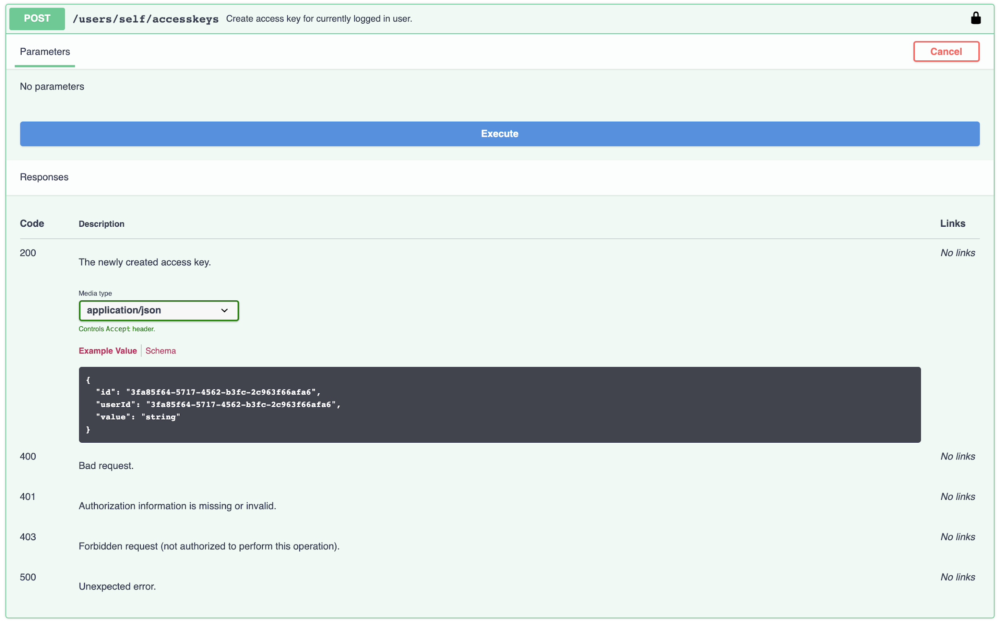 POST /users/self/accesskeys Create access key for currently logged in user.
Parameters Cancel
No parameters
Execute
Responses
Code Description Links
200 No links
The newly created access key.
Media type
application/json
Controls Accept header.
Example Value Schema
{
  "id": "3fa85f64-5717-4562-b3fc-2c963f66afa6",
  "userId": "3fa85f64-5717-4562-b3fc-2c963f66afa6",
  "value": "string"
}
400 No links
Bad request.
401 No links
Authorization information is missing or invalid.
403 No links
Forbidden request (not authorized to perform this operation).
500 No links
Unexpected error.